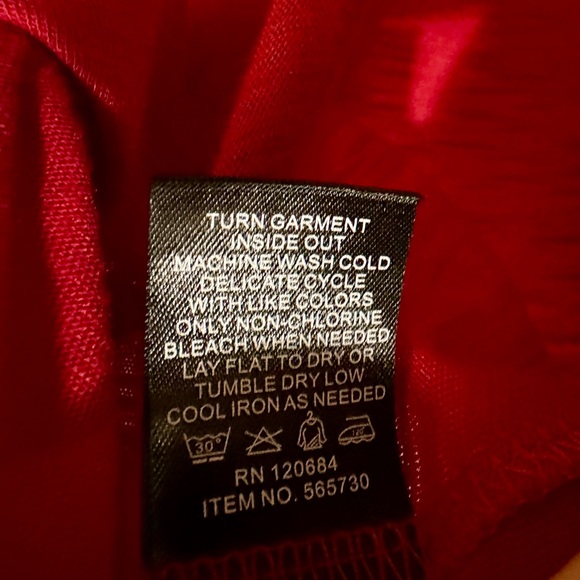 TURN GARMENT
INSIDE OUT
MACHINE WASH COLD
DELICATE CYCLE
WITH LIKE COLORS
ONLY NON-CHLORINE
BLEACH WHEN NEEDED
LAY FLAT TO DRY OR
TUMBLE DRY LOW
COOL IRON AS NEEDED
30° 120°
RN 120684
ITEM NO. 565730